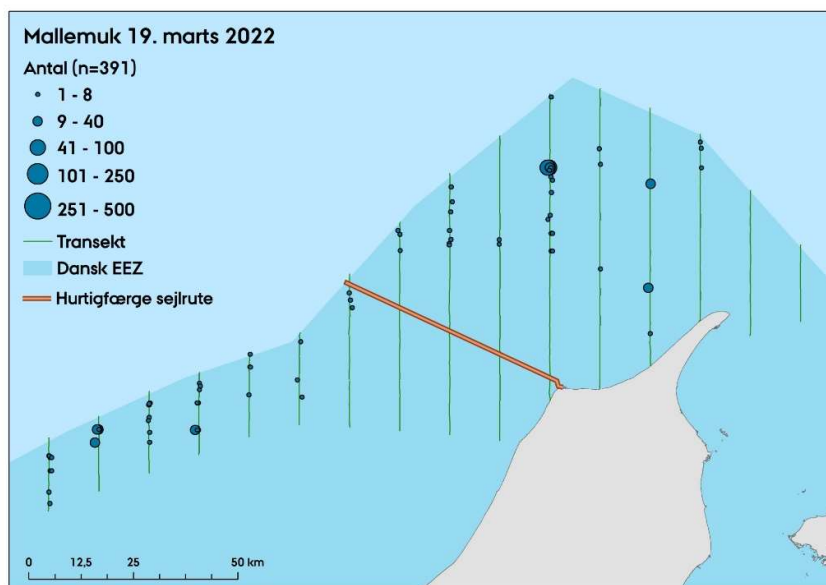 Mallemuk 19. marts 2022
Antal (n=391)
1 - 8
9 - 40
41 - 100
101 - 250
251 - 500
Transekt
Dansk EEZ
Hurtigfærge sejlrute
0 12,5 25 50 km